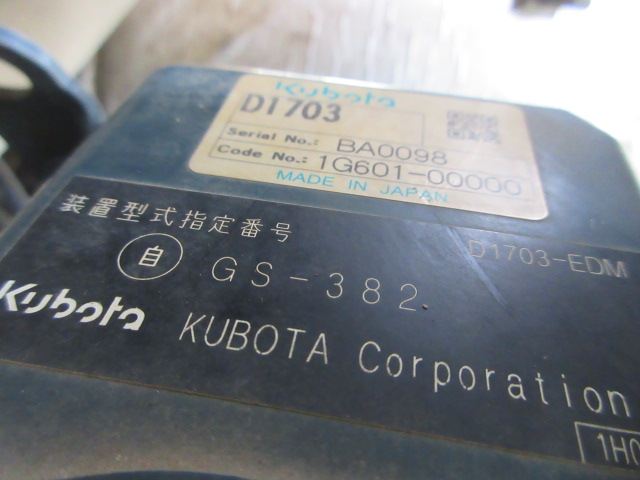 Kubota
D1703
Serial No.: BA0098
Code No.: 1G601-00000
MADE IN JAPAN
装置型式指定番号
D1703-EDM
自 GS-382
Kubota KUBOTA Corporation